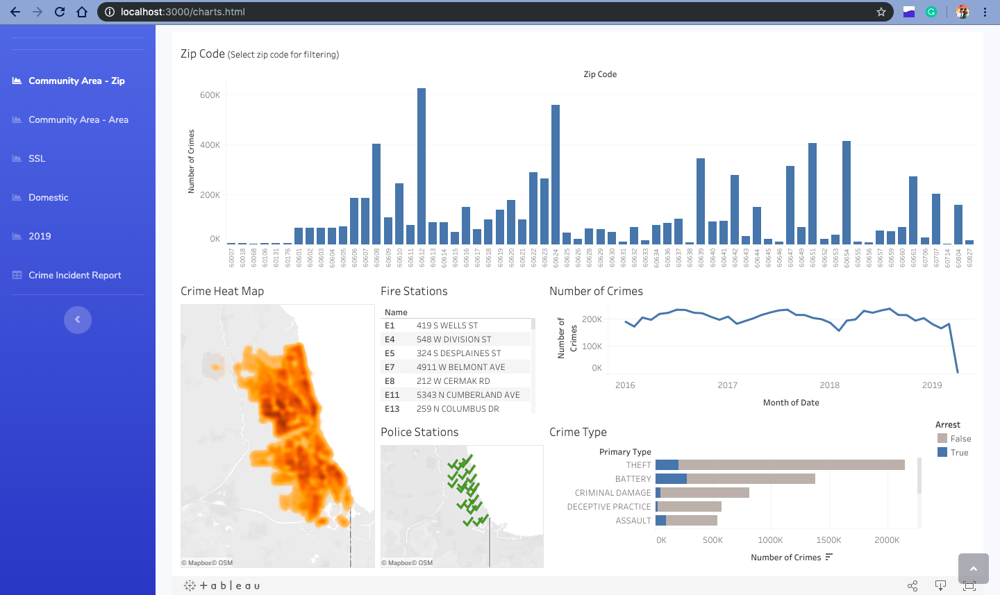 localhost:3000/charts.html
Community Area - Zip
Community Area - Area
SSL
Domestic
2019
Crime Incident Report
Zip Code (Select zip code for filtering)
Zip Code
Number of Crimes
600K
400K
200K
0K
60007 60018 60068 60106 60131 60176 60601 60602 60603 60604 60605 60606 60607 60608 60609 60610 60611 60612 60613 60614 60615 60616 60617 60618 60619 60620 60621 60622 60623 60624 60625 60626 60628 60629 60630 60631 60632 60633 60634 60636 60637 60638 60639 60640 60641 60642 60643 60644 60645 60646 60647 60649 60651 60652 60653 60654 60655 60656 60657 60659 60660 60661 60706 60707 60714 60804 60827
Crime Heat Map
© Mapbox© OSM
Fire Stations
Name
E1 419 S WELLS ST
E4 548 W DIVISION ST
E5 324 S DESPLAINES ST
E7 4911 W BELMONT AVE
E8 212 W CERMAK RD
E11 5343 N CUMBERLAND AVE
E13 259 N COLUMBUS DR
Police Stations
© Mapbox© OSM
Number of Crimes
Number of
Crimes
200K
100K
0K
2016 2017 2018 2019
Month of Date
Crime Type
Primary Type
THEFT
BATTERY
CRIMINAL DAMAGE
DECEPTIVE PRACTICE
ASSAULT
0K 500K 1000K 1500K 2000K
Number of Crimes
Arrest
False
True
+ a b | e a u